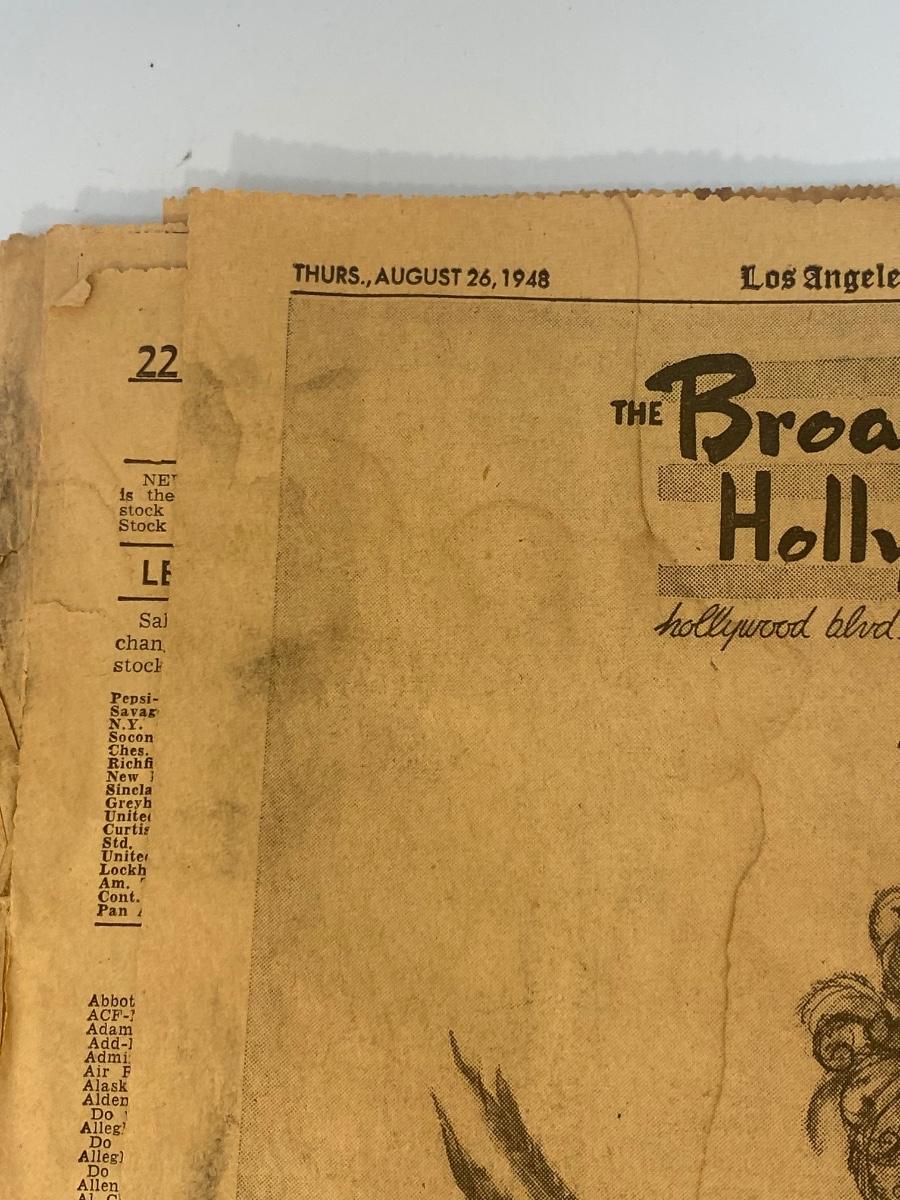 THURS., AUGUST 26, 1948
Los Angele
THE Broa
Holly
hollywood blvd.
22
NE
is the
stock
Stock
LE
Sal
chan
stock
Pepsi-
Savag
N.Y.
Socon
Ches.
Richfi
New
Sincla
Greyh
Unite
Curtis
Std.
Unite
Lockh
Am.
Cont.
Pan
Abbot
ACF-
Adam
Add-
Admi
Air F
Alask
Alden
Do
Alleg
Do
Alleg
Do
Allen